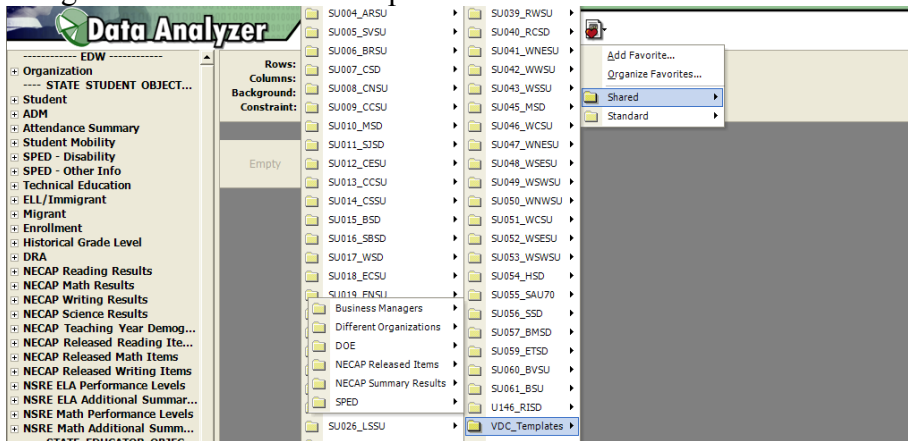 Data Analyzer
------------ EDW ------------
Organization
---- STATE STUDENT OBJECT...
Student
ADM
Attendance Summary
Student Mobility
SPED - Disability
SPED - Other Info
Technical Education
ELL/Immigrant
Migrant
Enrollment
Historical Grade Level
DRA
NECAP Reading Results
NECAP Math Results
NECAP Writing Results
NECAP Science Results
NECAP Teaching Year Demog...
NECAP Released Reading Ite...
NECAP Released Math Items
NECAP Released Writing Items
NSRE ELA Performance Levels
NSRE ELA Additional Summar...
NSRE Math Performance Levels
NSRE Math Additional Summ...
STATE EDUCATOR OBJEC...
Rows:
Columns:
Background:
Constraint:
Empty
SU004_ARSU
SU005_SVSU
SU006_BRSU
SU007_CSD
SU008_CNSU
SU009_CCSU
SU010_MSD
SU011_SJSD
SU012_CESU
SU013_CCSU
SU014_CSSU
SU015_BSD
SU016_SBSD
SU017_WSD
SU018_ECSU
SU019_ENSU
Business Managers
Different Organizations
DOE
NECAP Released Items
NECAP Summary Results
SPED
SU026_LSSU
SU039_RWSU
SU040_RCSD
SU041_WNESU
SU042_WWSU
SU043_WSSU
SU045_MSD
SU046_WCSU
SU047_WNESU
SU048_WSESU
SU049_WSWSU
SU050_WNWSU
SU051_WCSU
SU052_WSESU
SU053_WSWSU
SU054_HSD
SU055_SAU70
SU056_SSD
SU057_BMSD
SU059_ETSD
SU060_BVSU
SU061_BSU
U146_RISD
VDC_Templates
Add Favorite...
Organize Favorites...
Shared
Standard